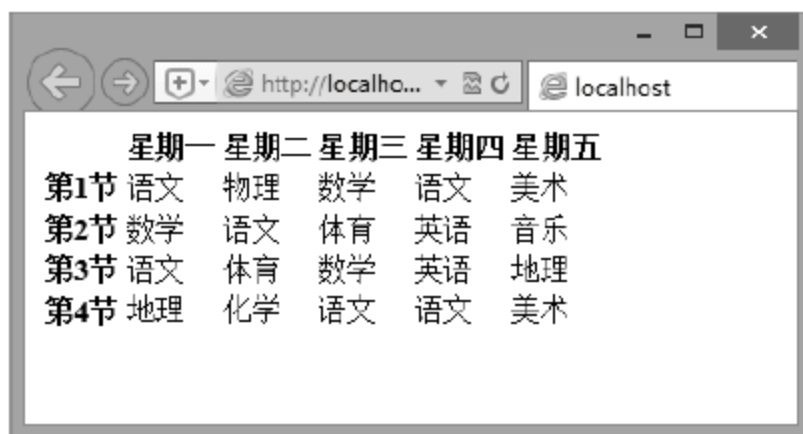 http://localho...
localhost
星期一 星期二 星期三 星期四 星期五
第1节 语文 物理 数学 语文 美术
第2节 数学 语文 体育 英语 音乐
第3节 语文 体育 数学 英语 地理
第4节 地理 化学 语文 语文 美术